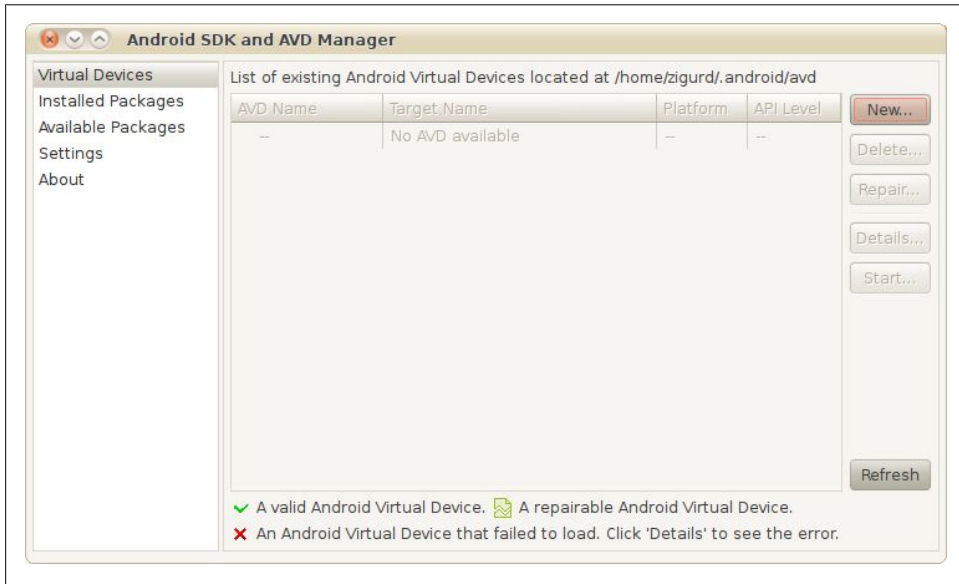 Android SDK and AVD Manager
Virtual Devices
Installed Packages
Available Packages
Settings
About
List of existing Android Virtual Devices located at /home/zigurd/.android/avd
AVD Name Target Name Platform API Level
-- No AVD available -- --
New...
Delete...
Repair...
Details...
Start...
Refresh
A valid Android Virtual Device. A repairable Android Virtual Device.
An Android Virtual Device that failed to load. Click 'Details' to see the error.